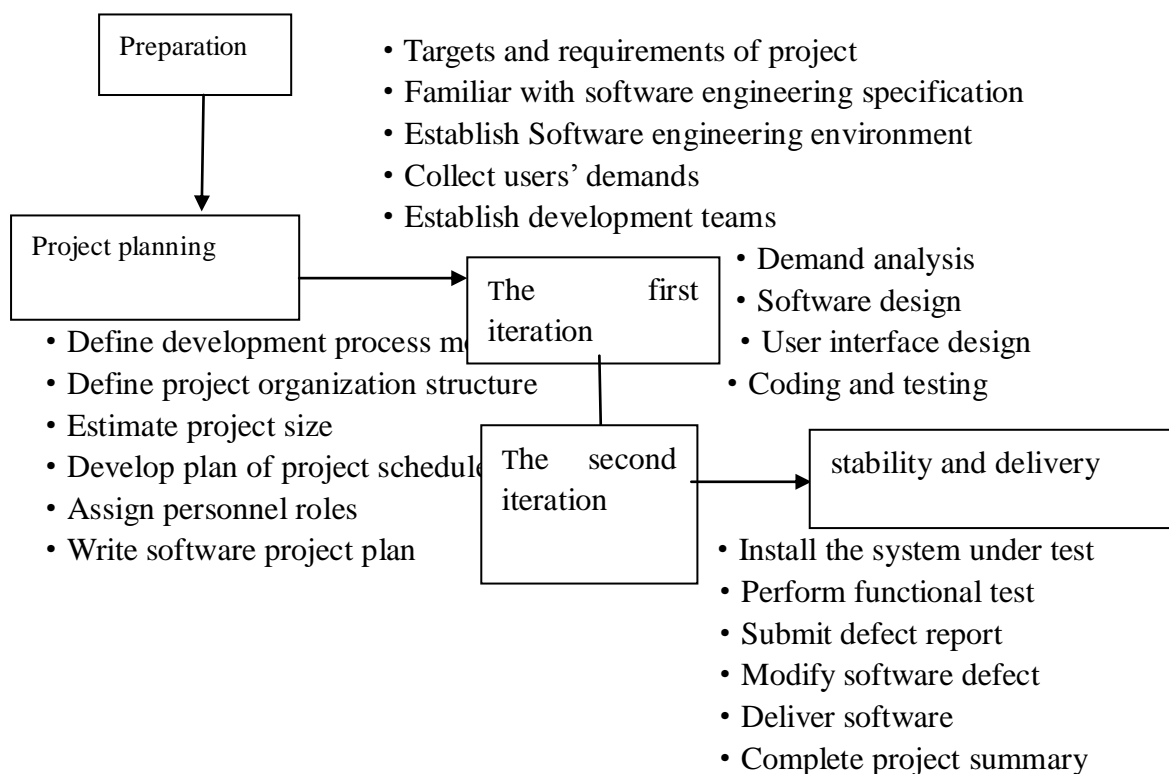 Preparation
• Targets and requirements of project
• Familiar with software engineering specification
• Establish Software engineering environment
• Collect users’ demands
• Establish development teams
Project planning
The first
iteration
• Demand analysis
• Software design
• User interface design
• Coding and testing
• Define development process
• Define project organization structure
• Estimate project size
• Develop plan of project schedule
• Assign personnel roles
• Write software project plan
The second
iteration
stability and delivery
• Install the system under test
• Perform functional test
• Submit defect report
• Modify software defect
• Deliver software
• Complete project summary